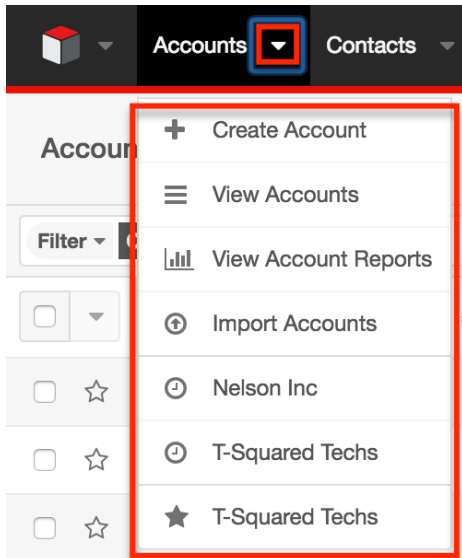 Accounts Contacts
Accoun
Create Account
View Accounts
Filter
View Account Reports
Import Accounts
Nelson Inc
T-Squared Techs
T-Squared Techs